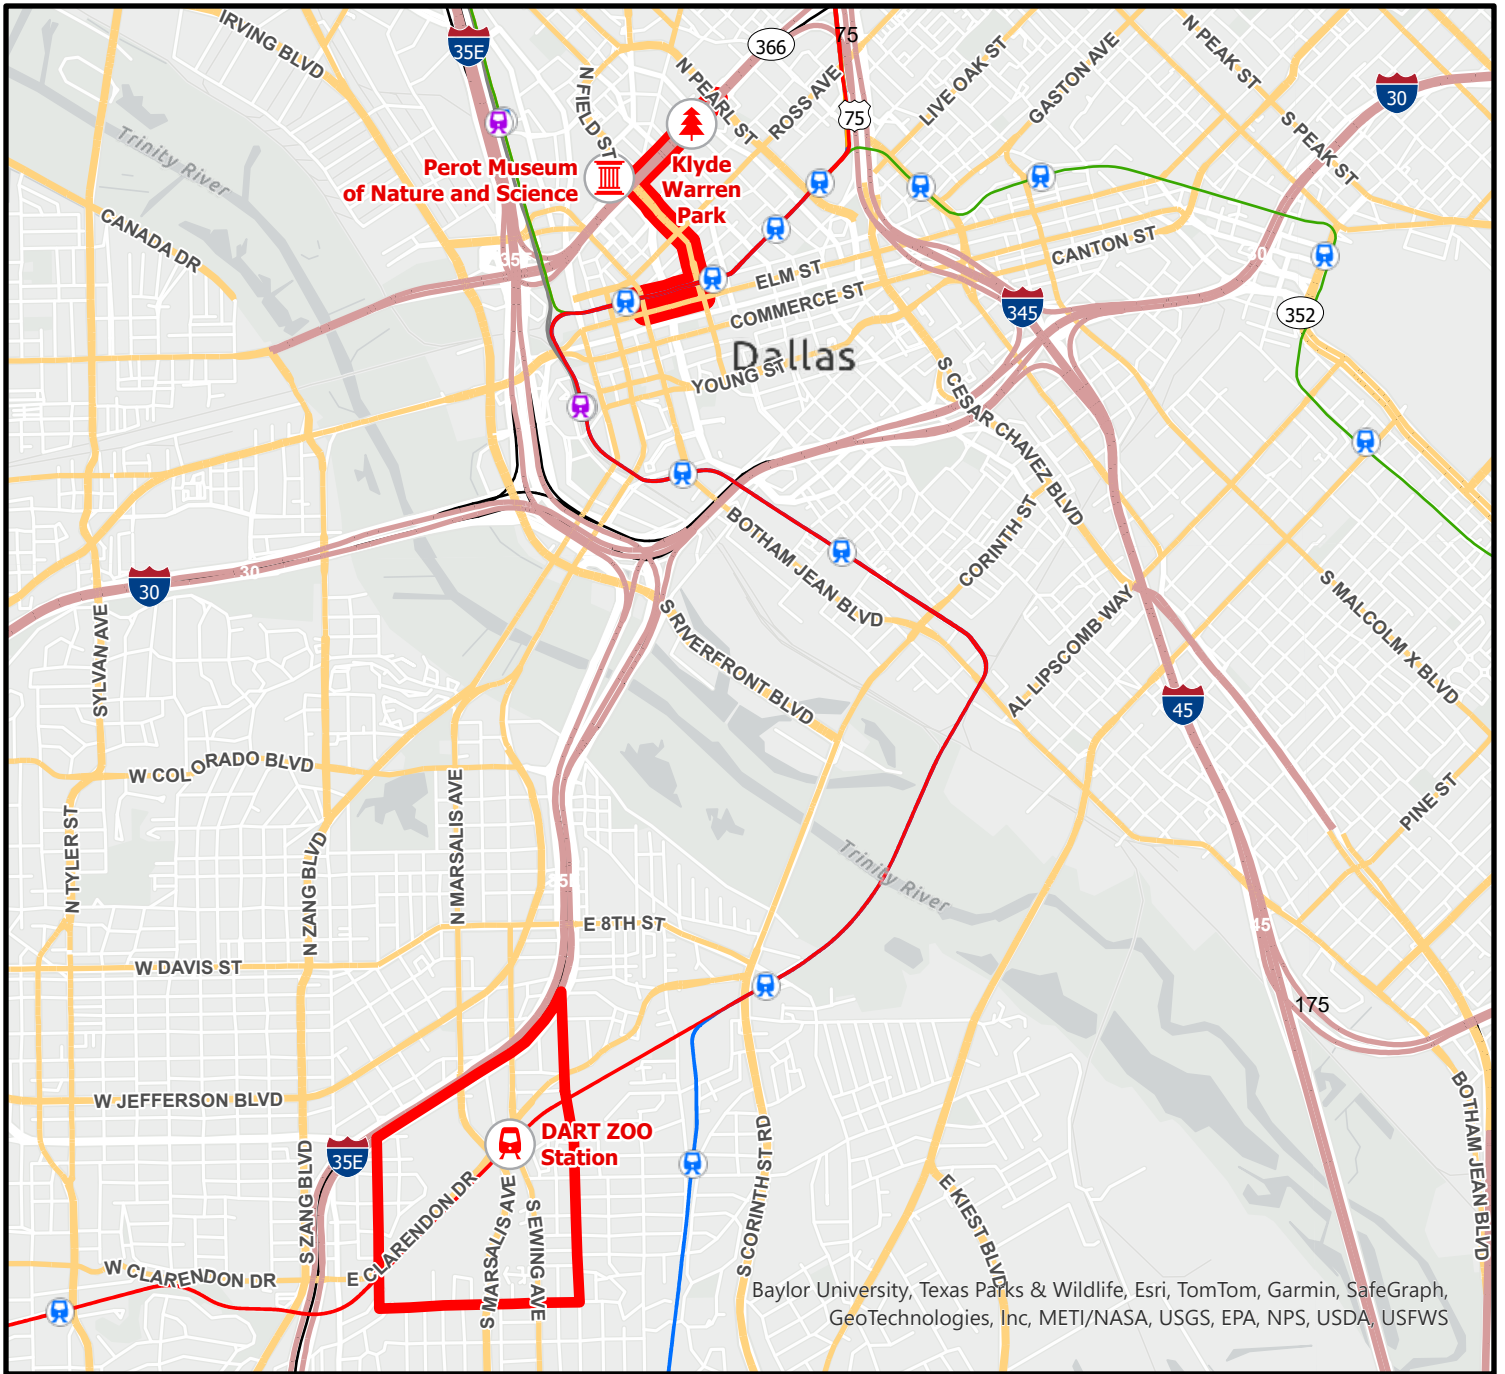 IRVING BLVD
35E
N FIELD ST
N PEARL ST
366
75
ROSS AVE
75
LIVE OAK ST
GASTON AVE
N PEAK ST
30
S PEAK ST
Trinity River
Perot Museum
of Nature and Science
Klyde
Warren
Park
CANADA DR
35E
ELM ST
COMMERCE ST
CANTON ST
30
345
352
Dallas
YOUNG ST
S CESAR CHAVEZ BLVD
30
30
BOTHAM JEAN BLVD
CORINTH ST
S RIVERFRONT BLVD
AL LIPSCOMB WAY
S MALCOLM X BLVD
SYLVAN AVE
45
W COLORADO BLVD
N TYLER ST
N ZANG BLVD
N MARSALIS AVE
PINE ST
Trinity River
35E
E 8TH ST
45
W DAVIS ST
175
W JEFFERSON BLVD
BOTHAM JEAN BLVD
35E
DART ZOO
Station
S ZANG BLVD
E CLARENDON DR
S MARSALIS AVE
S EWING AVE
S CORINTH ST RD
E KIEST BLVD
W CLARENDON DR
Baylor University, Texas Parks & Wildlife, Esri, TomTom, Garmin, SafeGraph,
GeoTechnologies, Inc, METI/NASA, USGS, EPA, NPS, USDA, USFWS